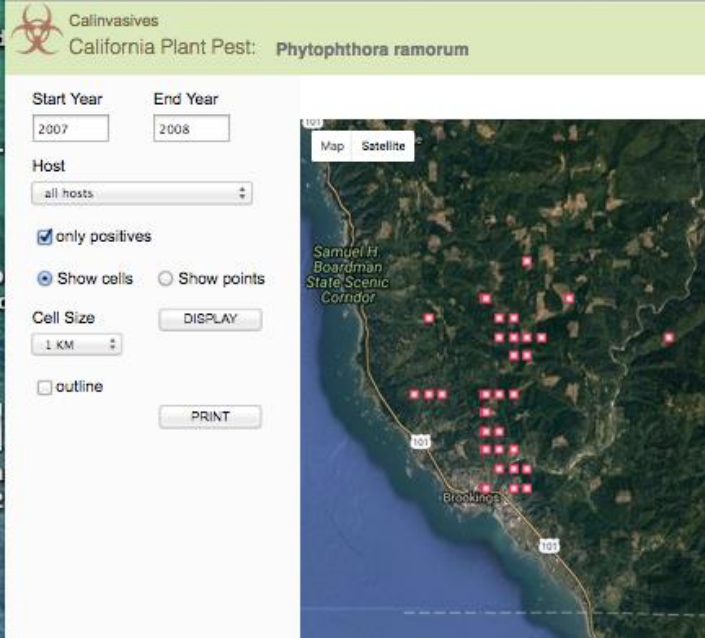 Calinvasives
California Plant Pest: Phytophthora ramorum
Start Year End Year
2007 2008
Host
all hosts
only positives
Show cells Show points
Cell Size DISPLAY
1 KM
outline
PRINT
101
Map Satellite
Samuel H
Boardman
State Scenic
Corridor
101
Brookings
101